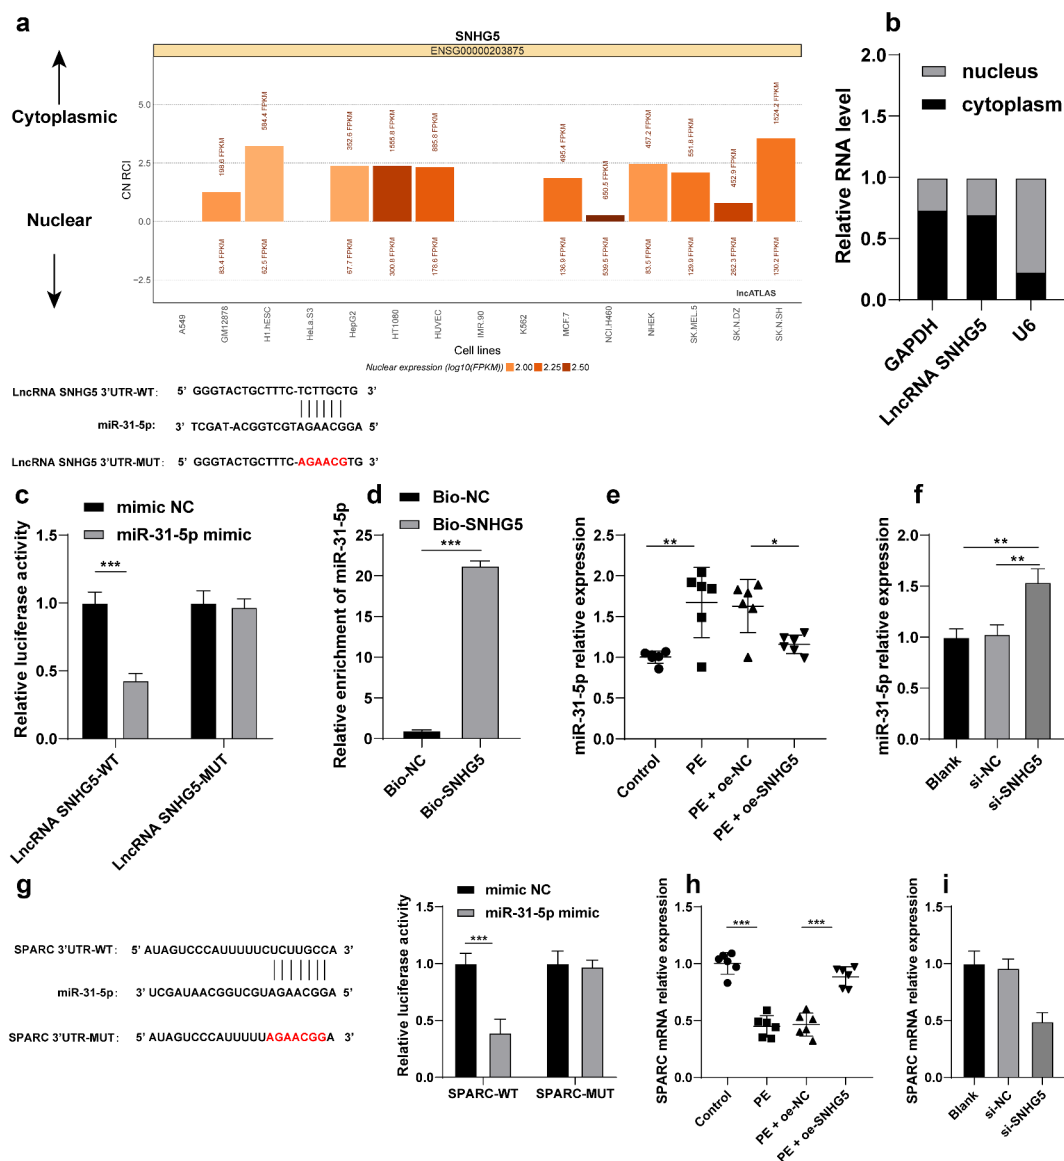 a
SNHG5
ENSG00000203875
Cytoplasmic
Nuclear
CN RCI
5.0
2.5
0.0
−2.5
198.6 FPKM
584.4 FPKM
352.6 FPKM
1565.8 FPKM
885.8 FPKM
495.4 FPKM
650.5 FPKM
457.2 FPKM
551.8 FPKM
452.9 FPKM
1524.2 FPKM
83.4 FPKM
62.5 FPKM
67.7 FPKM
300.8 FPKM
178.6 FPKM
136.9 FPKM
539.5 FPKM
83.5 FPKM
129.9 FPKM
262.3 FPKM
130.2 FPKM
lncATLAS
A549
GM12878
H1.hESC
HeLa.S3
HepG2
HT1080
HUVEC
IMR.90
K562
MCF.7
NCI.H460
NHEK
SK.MEL.5
SK.N.DZ
SK.N.SH
Cell lines
Nuclear expression (log10(FPKM)) 2.00 2.25 2.50
b
Relative RNA level
2.0
1.5
1.0
0.5
0.0
nucleus
cytoplasm
GAPDH
LncRNA SNHG5
U6
LncRNA SNHG5 3'UTR-WT: 5' GGGTACTGCTTTC-TCTTGCTG 3'
miR-31-5p: 3' TCGAT-ACGGTCGTAGAACGGA 5'
LncRNA SNHG5 3'UTR-MUT: 5' GGGTACTGCTTTC-AGAACGTG 3'
c
mimic NC
miR-31-5p mimic
Relative luciferase activity
1.5
1.0
0.5
0.0
***
LncRNA SNHG5-WT
LncRNA SNHG5-MUT
d
Bio-NC
Bio-SNHG5
Relative enrichment of miR-31-5p
25
20
15
10
5
0
***
Bio-NC
Bio-SNHG5
e
miR-31-5p relative expression
2.5
2.0
1.5
1.0
0.5
0.0
**
*
Control
PE
PE + oe-NC
PE + oe-SNHG5
f
miR-31-5p relative expression
2.0
1.5
1.0
0.5
0.0
**
**
Blank
si-NC
si-SNHG5
g
SPARC 3'UTR-WT: 5' AUAGUCCCAUUUUUCUCUUGCCA 3'
miR-31-5p: 3' UCGAUAACGGUCGUAGAACGGA 5'
SPARC 3'UTR-MUT: 5' AUAGUCCCAUUUUUAGAACGGA 3'
mimic NC
miR-31-5p mimic
Relative luciferase activity
1.5
1.0
0.5
0.0
***
SPARC-WT
SPARC-MUT
h
SPARC mRNA relative expression
1.5
1.0
0.5
0.0
***
***
Control
PE
PE + oe-NC
PE + oe-SNHG5
i
SPARC mRNA relative expression
1.5
1.0
0.5
0.0
Blank
si-NC
si-SNHG5